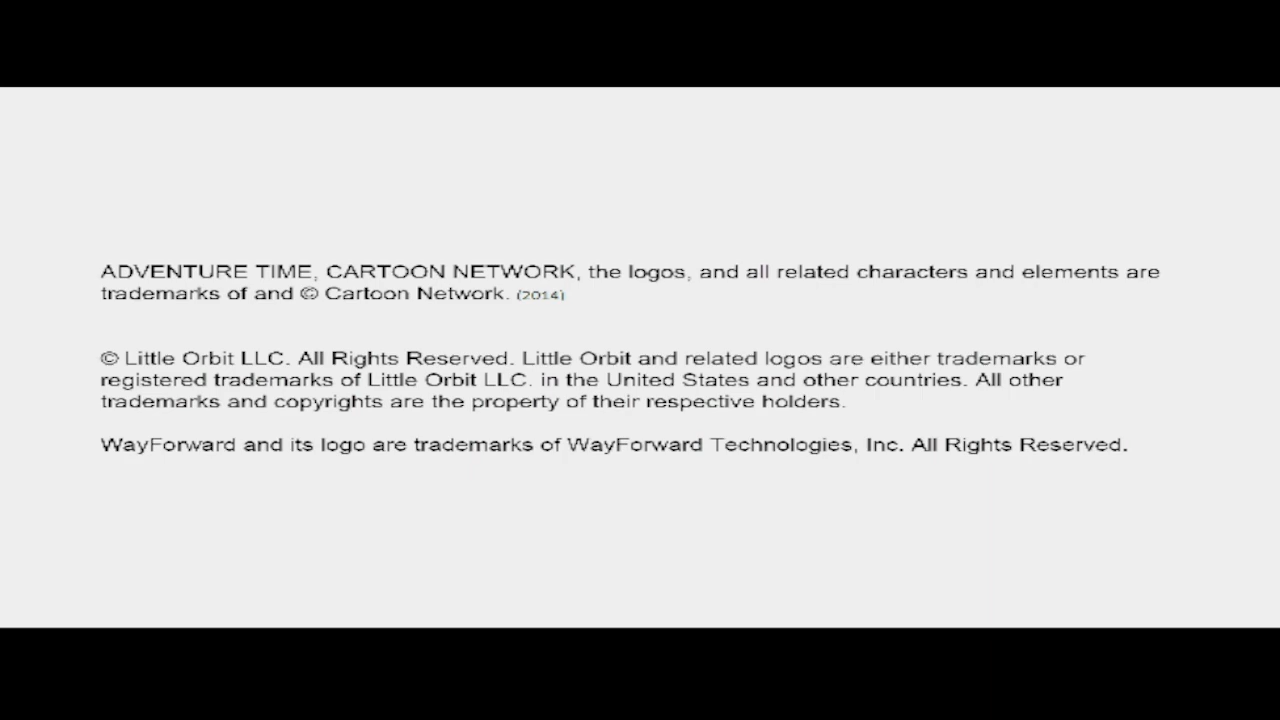 ADVENTURE TIME, CARTOON NETWORK, the logos, and all related characters and elements are
trademarks of and © Cartoon Network. (2014)
© Little Orbit LLC. All Rights Reserved. Little Orbit and related logos are either trademarks or
registered trademarks of Little Orbit LLC. in the United States and other countries. All other
trademarks and copyrights are the property of their respective holders.
WayForward and its logo are trademarks of WayForward Technologies, Inc. All Rights Reserved.